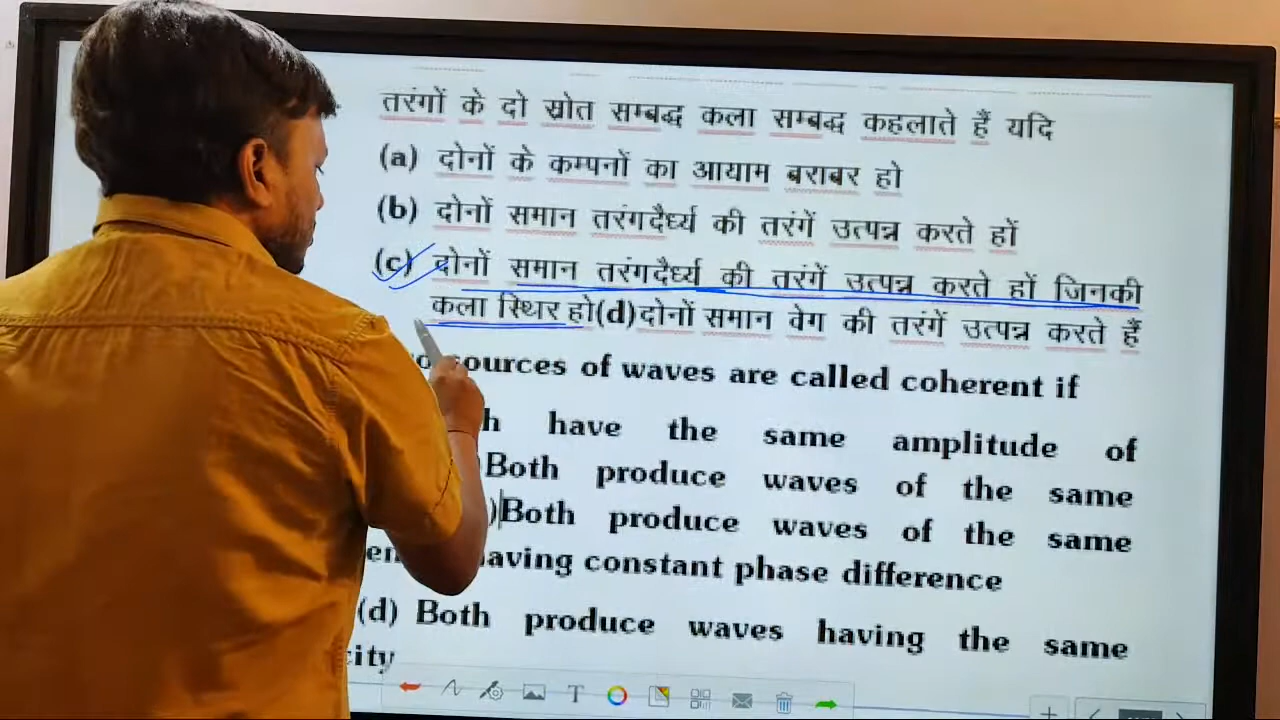 तरंगों के दो स्रोत सम्बद्ध कला सम्बद्ध कहलाते हैं यदि
(a) दोनों के कम्पनों का आयाम बराबर हो
(b) दोनों समान तरंगदैर्ध्य की तरंगें उत्पन्न करते हों
(c) दोनों समान तरंगदैर्ध्य की तरंगें उत्पन्न करते हों जिनकी
कला स्थिर हो(d)दोनों समान वेग की तरंगें उत्पन्न करते हैं
sources of waves are called coherent if
have the same amplitude of
Both produce waves of the same
)Both produce waves of the same
having constant phase difference
(d) Both produce waves having the same
city
T